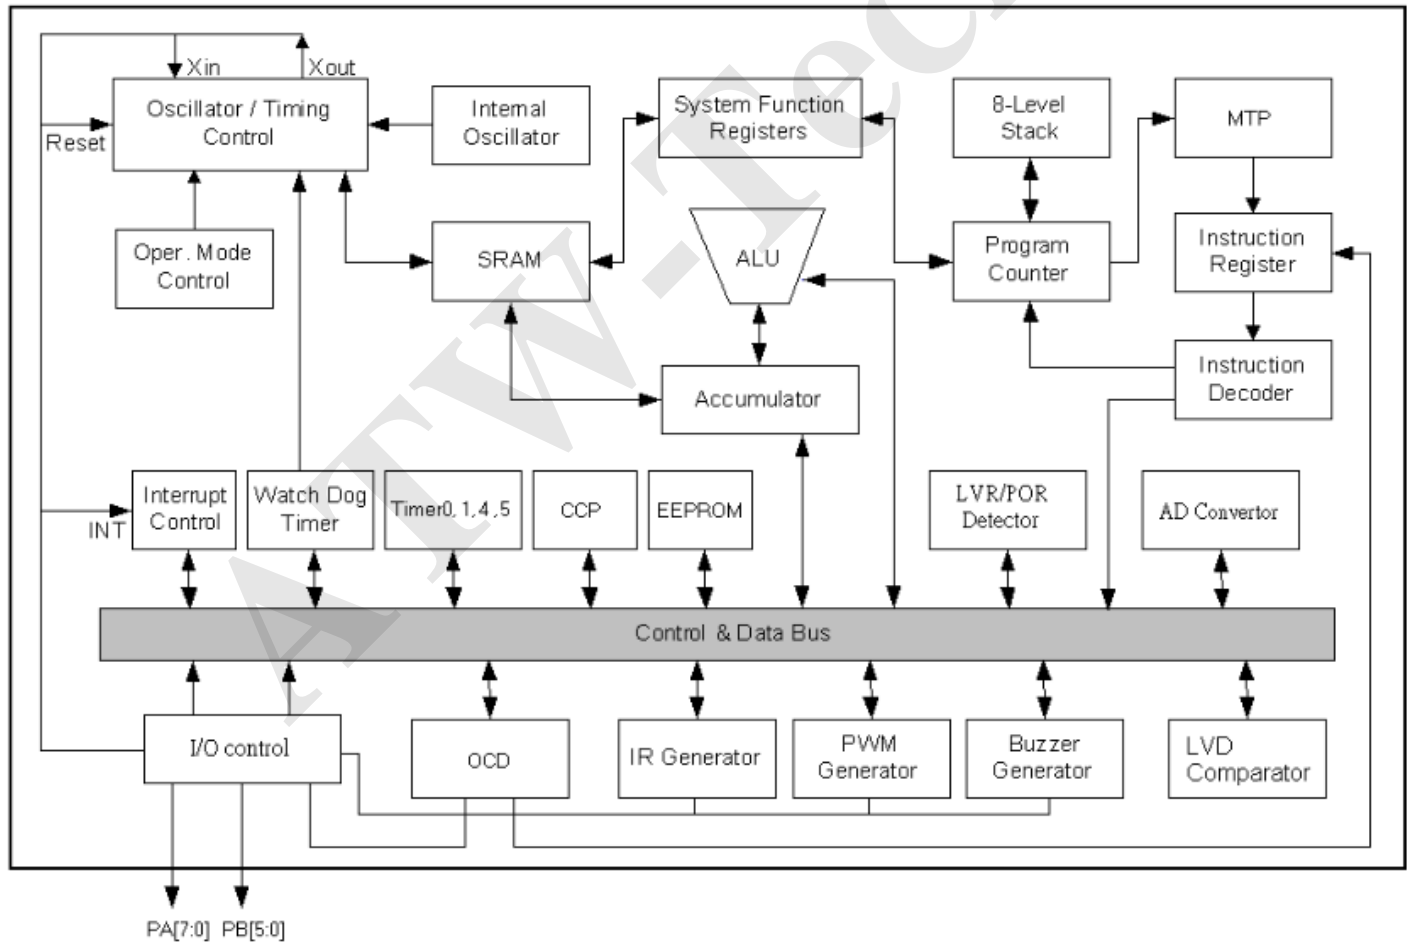 Xin
Xout
Oscillator / Timing
Control
Reset
Internal
Oscillator
System Function
Registers
8-Level
Stack
MTP
Oper. Mode
Control
SRAM
ALU
Program
Counter
Instruction
Register
Accumulator
Instruction
Decoder
Interrupt
Control
INT
Watch Dog
Timer
Timer0,1,4,5
CCP
EEPROM
LVR/POR
Detector
AD Convertor
Control & Data Bus
I/O control
OCD
IR Generator
PWM
Generator
Buzzer
Generator
LVD
Comparator
PA[7:0] PB[5:0]
ATW-Tec